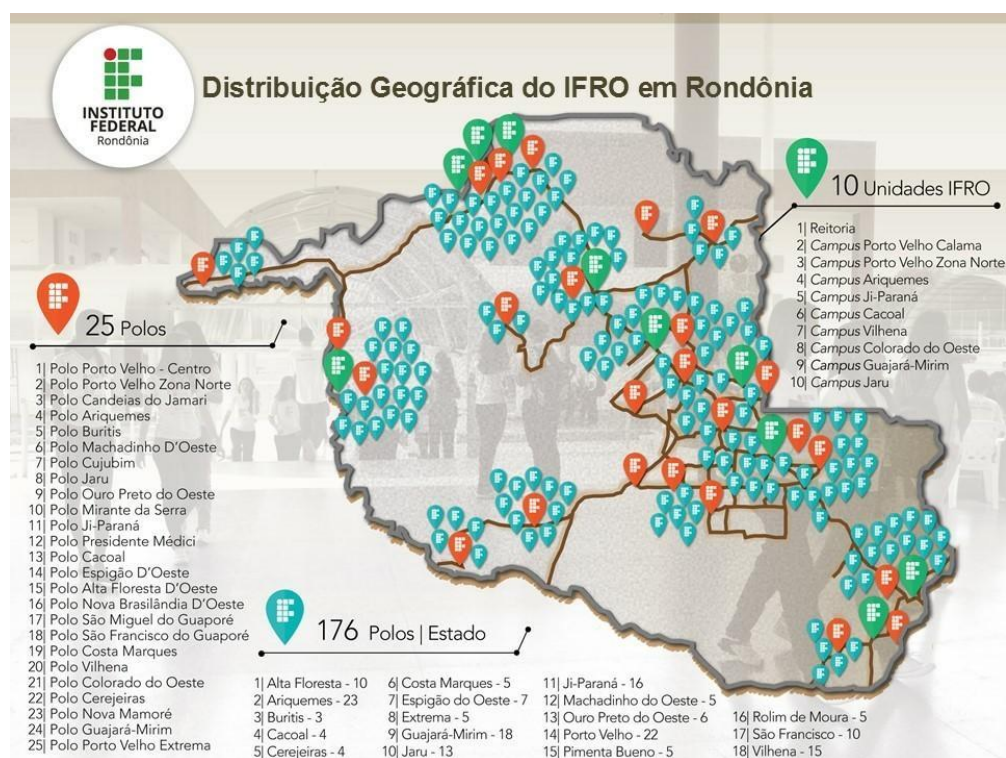 INSTITUTO
FEDERAL
Rondônia
Distribuição Geográfica do IFRO em Rondônia
10 Unidades IFRO
1| Reitoria
2| Campus Porto Velho Calama
3| Campus Porto Velho Zona Norte
4| Campus Ariquemes
5| Campus Ji-Paraná
6| Campus Cacoal
7| Campus Vilhena
8| Campus Colorado do Oeste
9| Campus Guajará-Mirim
10| Campus Jaru
25 Polos
1| Polo Porto Velho - Centro
2| Polo Porto Velho Zona Norte
3| Polo Candeias do Jamari
4| Polo Ariquemes
5| Polo Buritis
6| Polo Machadinho D'Oeste
7| Polo Cujubim
8| Polo Jaru
9| Polo Ouro Preto do Oeste
10| Polo Mirante da Serra
11| Polo Ji-Paraná
12| Polo Presidente Médici
13| Polo Cacoal
14| Polo Espigão D'Oeste
15| Polo Alta Floresta D'Oeste
16| Polo Nova Brasilândia D'Oeste
17| Polo São Miguel do Guaporé
18| Polo São Francisco do Guaporé
19| Polo Costa Marques
20| Polo Vilhena
21| Polo Colorado do Oeste
22| Polo Cerejeiras
23| Polo Nova Mamoré
24| Polo Guajará-Mirim
25| Polo Porto Velho Extrema
176 Polos | Estado
1| Alta Floresta - 10
2| Ariquemes - 23
3| Buritis - 3
4| Cacoal - 4
5| Cerejeiras - 4
6| Costa Marques - 5
7| Espigão do Oeste - 7
8| Extrema - 5
9| Guajará-Mirim - 18
10| Jaru - 13
11| Ji-Paraná - 16
12| Machadinho do Oeste - 5
13| Ouro Preto do Oeste - 6
14| Porto Velho - 22
15| Pimenta Bueno - 5
16| Rolim de Moura - 5
17| São Francisco - 10
18| Vilhena - 15